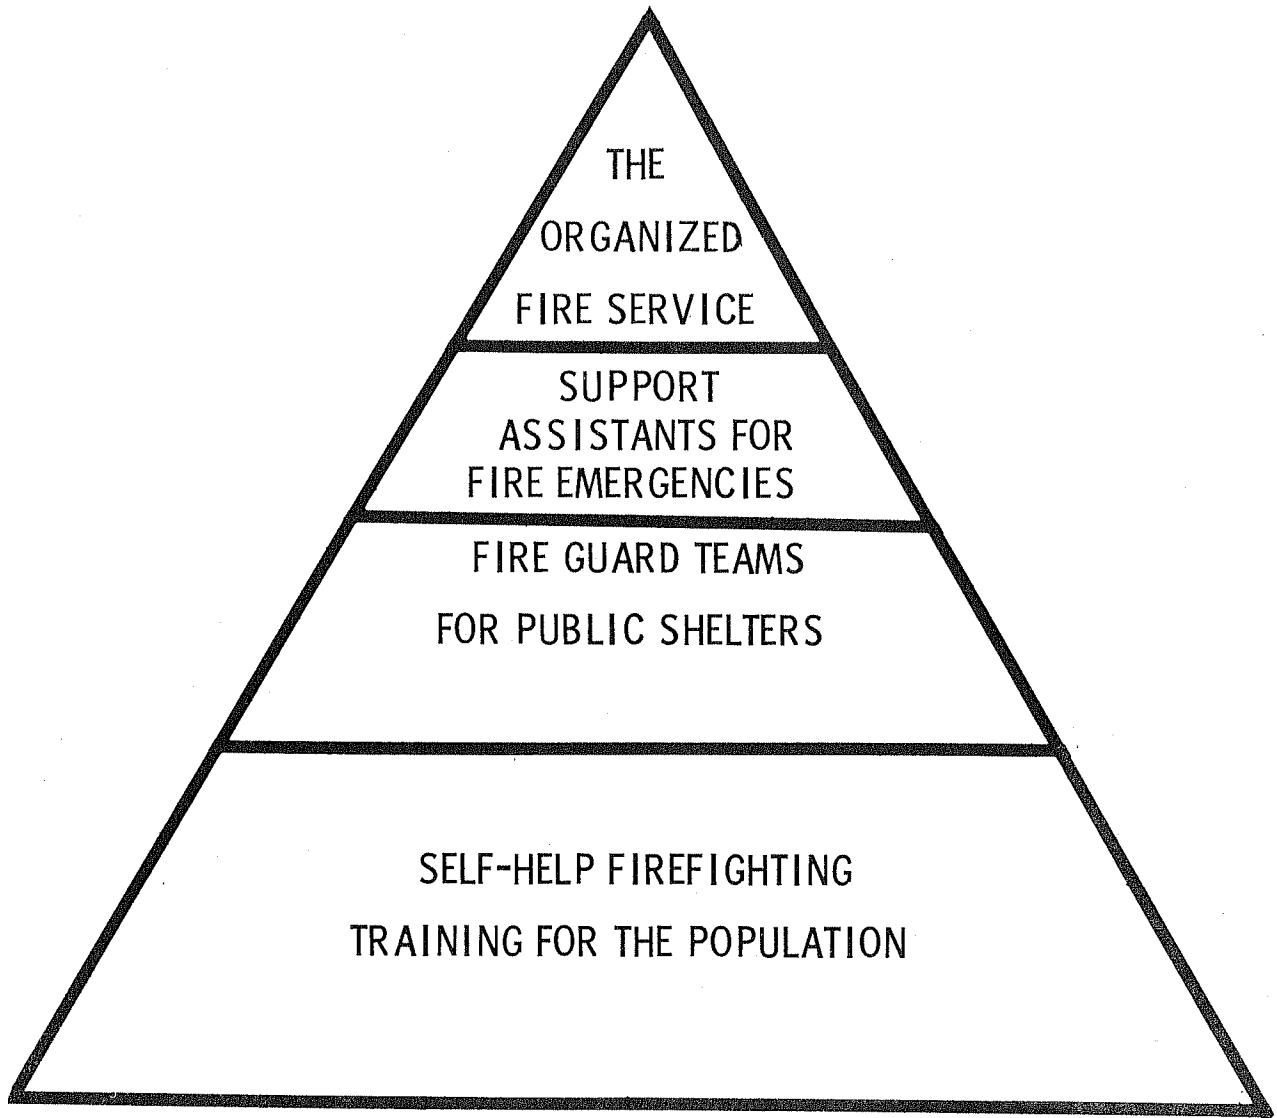 THE
ORGANIZED
FIRE SERVICE
SUPPORT
ASSISTANTS FOR
FIRE EMERGENCIES
FIRE GUARD TEAMS
FOR PUBLIC SHELTERS
SELF-HELP FIREFIGHTING
TRAINING FOR THE POPULATION